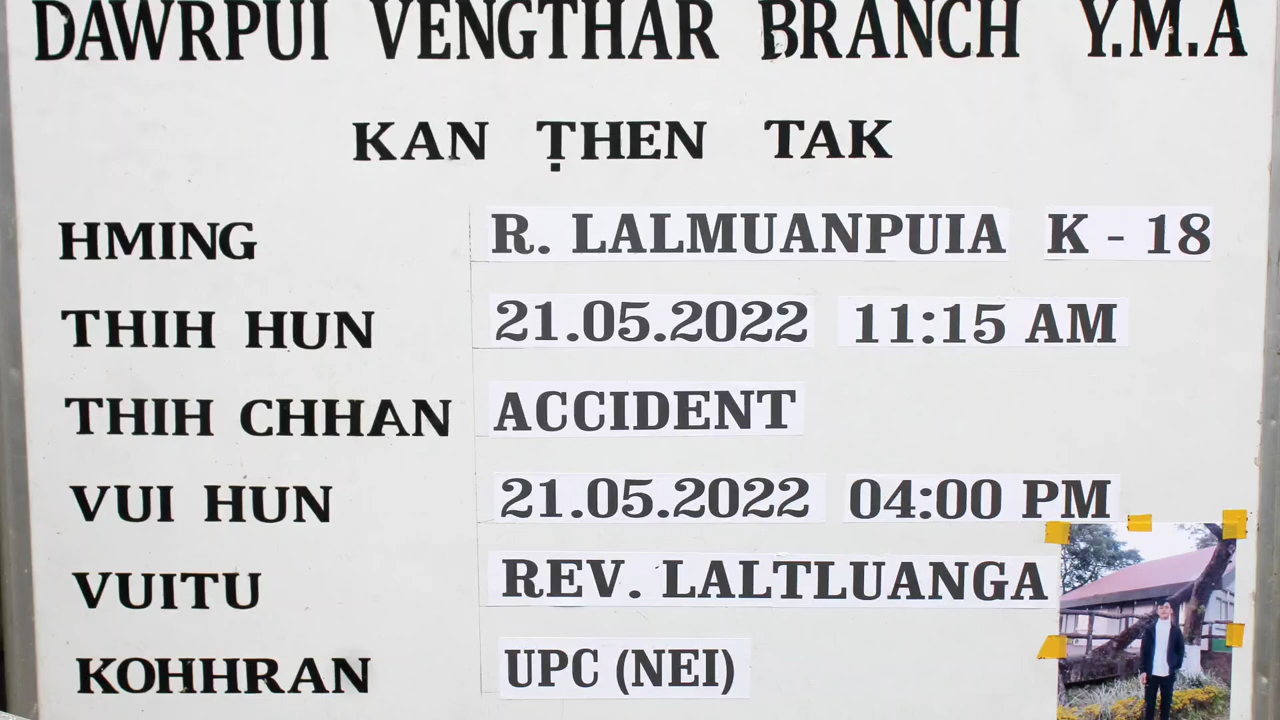 DAWRPUI VENGTHAR BRANCH Y.M.A
KAN ṬHEN TAK
HMING R. LALMUANPUIA K - 18
THIH HUN 21.05.2022 11:15 AM
THIH CHHAN ACCIDENT
VUI HUN 21.05.2022 04:00 PM
VUITU REV. LALTLUANGA
KOHHRAN UPC (NEI)